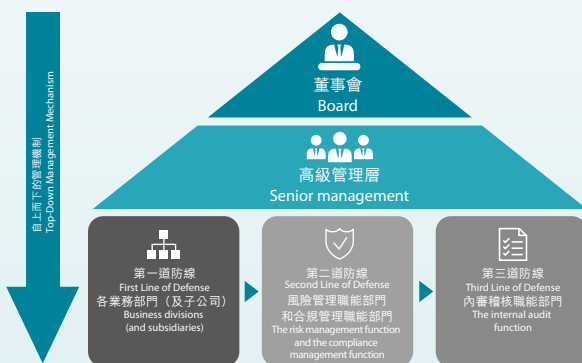 自上而下的管理機制
Top-Down Management Mechanism
董事會
Board
高級管理層
Senior management
第一道防線
First Line of Defense
各業務部門（及子公司）
Business divisions
(and subsidiaries)
第二道防線
Second Line of Defense
風險管理職能部門
和合規管理職能部門
The risk management function
and the compliance
management function
第三道防線
Third Line of Defense
內審稽核職能部門
The internal audit
function